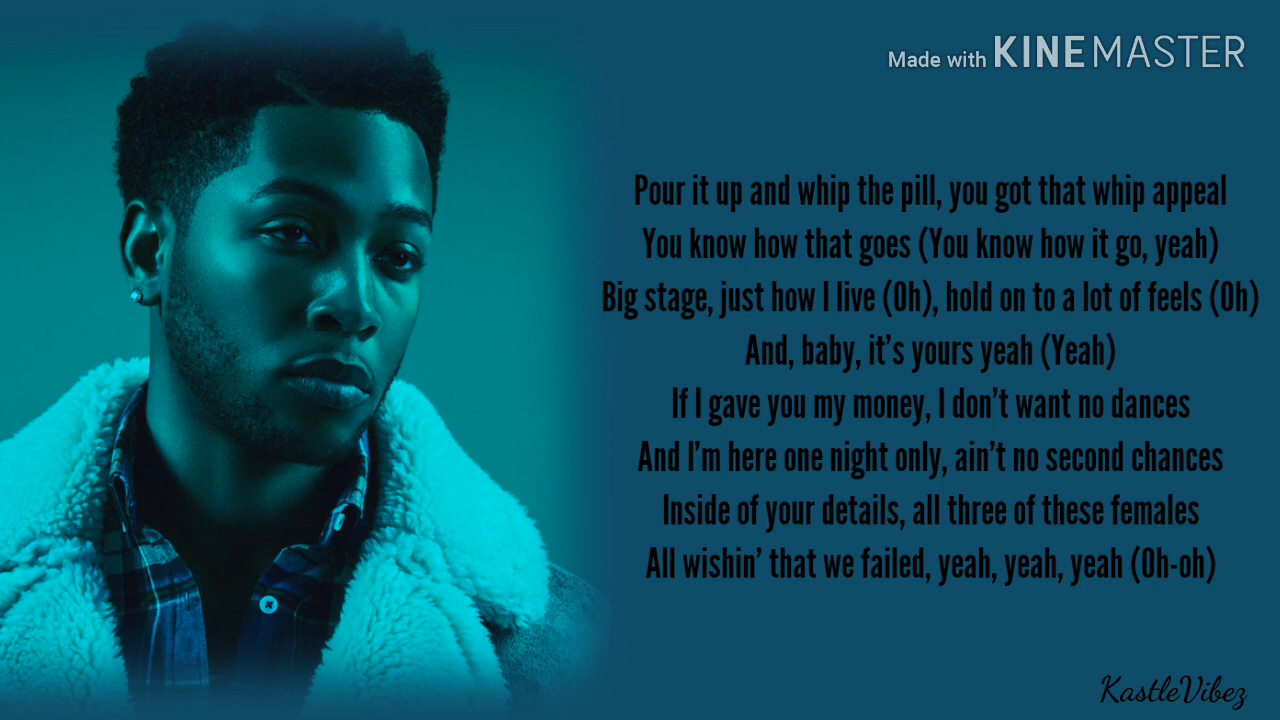 Made with KINEMASTER
Pour it up and whip the pill, you got that whip appeal
You know how that goes (You know how it go, yeah)
Big stage, just how I live (Oh), hold on to a lot of feels (Oh)
And, baby, it's yours yeah (Yeah)
If I gave you my money, I don't want no dances
And I'm here one night only, ain't no second chances
Inside of your details, all three of these females
All wishin' that we failed, yeah, yeah, yeah (Oh-oh)
KastleVibez